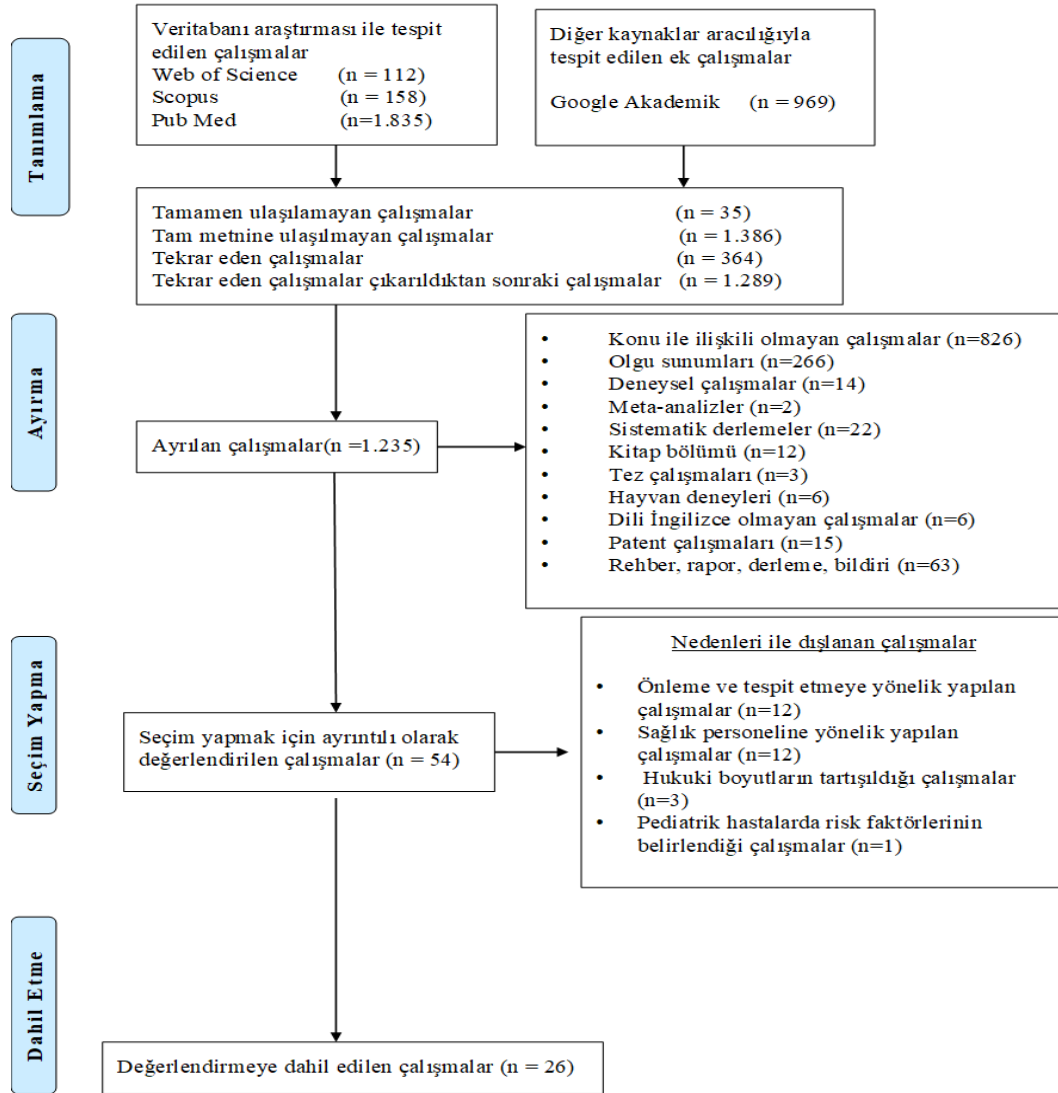 Tanımlama
Veritabanı araştırması ile tespit
edilen çalışmalar
Web of Science (n = 112)
Scopus (n = 158)
Pub Med (n=1.835)
Diğer kaynaklar aracılığıyla
tespit edilen ek çalışmalar
Google Akademik (n = 969)
Tamamen ulaşılamayan çalışmalar (n = 35)
Tam metnine ulaşılmayan çalışmalar (n = 1.386)
Tekrar eden çalışmalar (n = 364)
Tekrar eden çalışmalar çıkarıldıktan sonraki çalışmalar (n = 1.289)
Ayırma
Ayrılan çalışmalar(n =1.235)
• Konu ile ilişkili olmayan çalışmalar (n=826)
• Olgu sunumları (n=266)
• Deneysel çalışmalar (n=14)
• Meta-analizler (n=2)
• Sistematik derlemeler (n=22)
• Kitap bölümü (n=12)
• Tez çalışmaları (n=3)
• Hayvan deneyleri (n=6)
• Dili İngilizce olmayan çalışmalar (n=6)
• Patent çalışmaları (n=15)
• Rehber, rapor, derleme, bildiri (n=63)
Seçim Yapma
Seçim yapmak için ayrıntılı olarak
değerlendirilen çalışmalar (n = 54)
Nedenleri ile dışlanan çalışmalar
• Önleme ve tespit etmeye yönelik yapılan
çalışmalar (n=12)
• Sağlık personeline yönelik yapılan
çalışmalar (n=12)
• Hukuki boyutların tartışıldığı çalışmalar
(n=3)
• Pediatrik hastalarda risk faktörlerinin
belirlendiği çalışmalar (n=1)
Dahil Etme
Değerlendirmeye dahil edilen çalışmalar (n = 26)